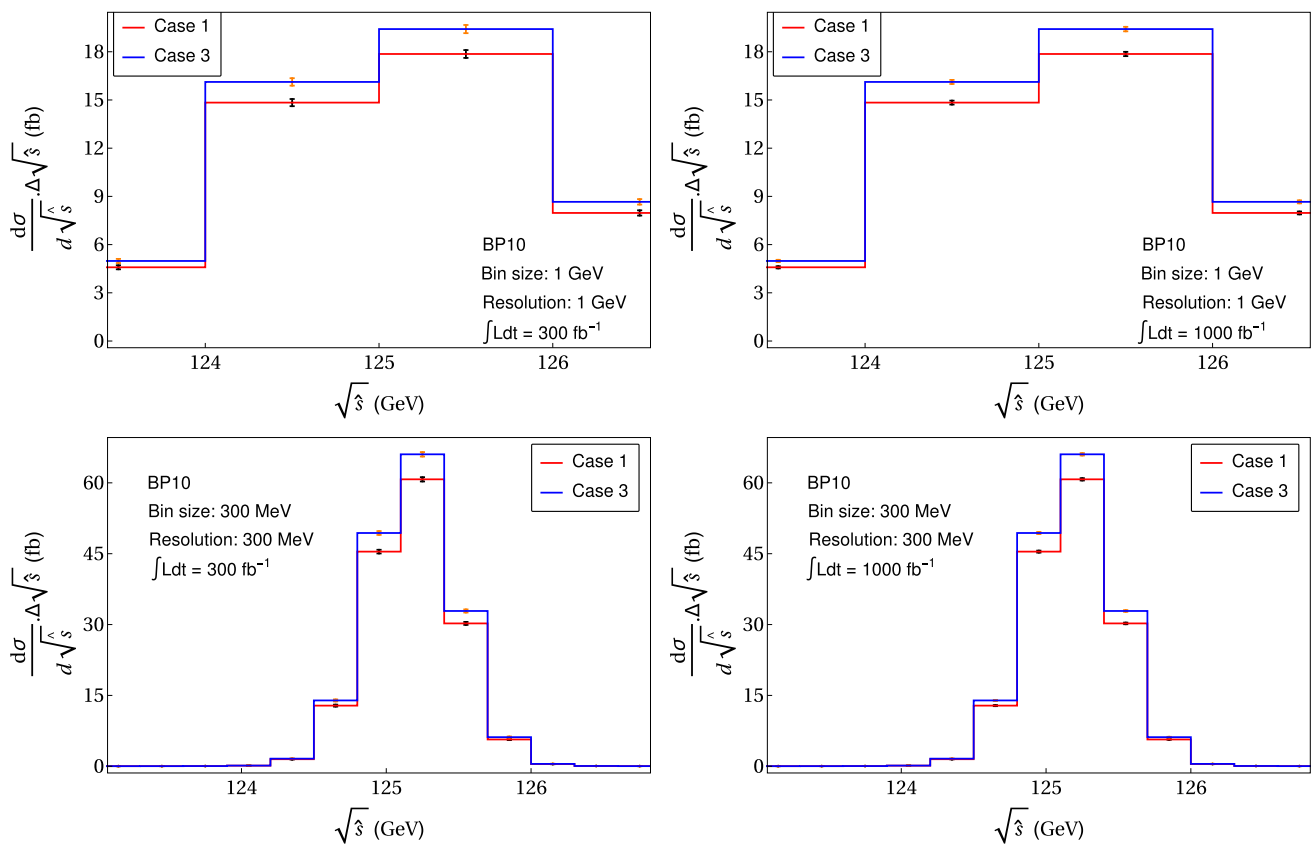 Case 1
Case 3
18
15
12
9
6
3
0
dσ/d√ŝ .Δ√ŝ (fb)
BP10
Bin size: 1 GeV
Resolution: 1 GeV
∫Ldt = 300 fb⁻¹
124
125
126
√ŝ (GeV)
Case 1
Case 3
18
15
12
9
6
3
0
dσ/d√ŝ .Δ√ŝ (fb)
BP10
Bin size: 1 GeV
Resolution: 1 GeV
∫Ldt = 1000 fb⁻¹
124
125
126
√ŝ (GeV)
Case 1
Case 3
60
45
30
15
0
dσ/d√ŝ .Δ√ŝ (fb)
BP10
Bin size: 300 MeV
Resolution: 300 MeV
∫Ldt = 300 fb⁻¹
124
125
126
√ŝ (GeV)
Case 1
Case 3
60
45
30
15
0
dσ/d√ŝ .Δ√ŝ (fb)
BP10
Bin size: 300 MeV
Resolution: 300 MeV
∫Ldt = 1000 fb⁻¹
124
125
126
√ŝ (GeV)